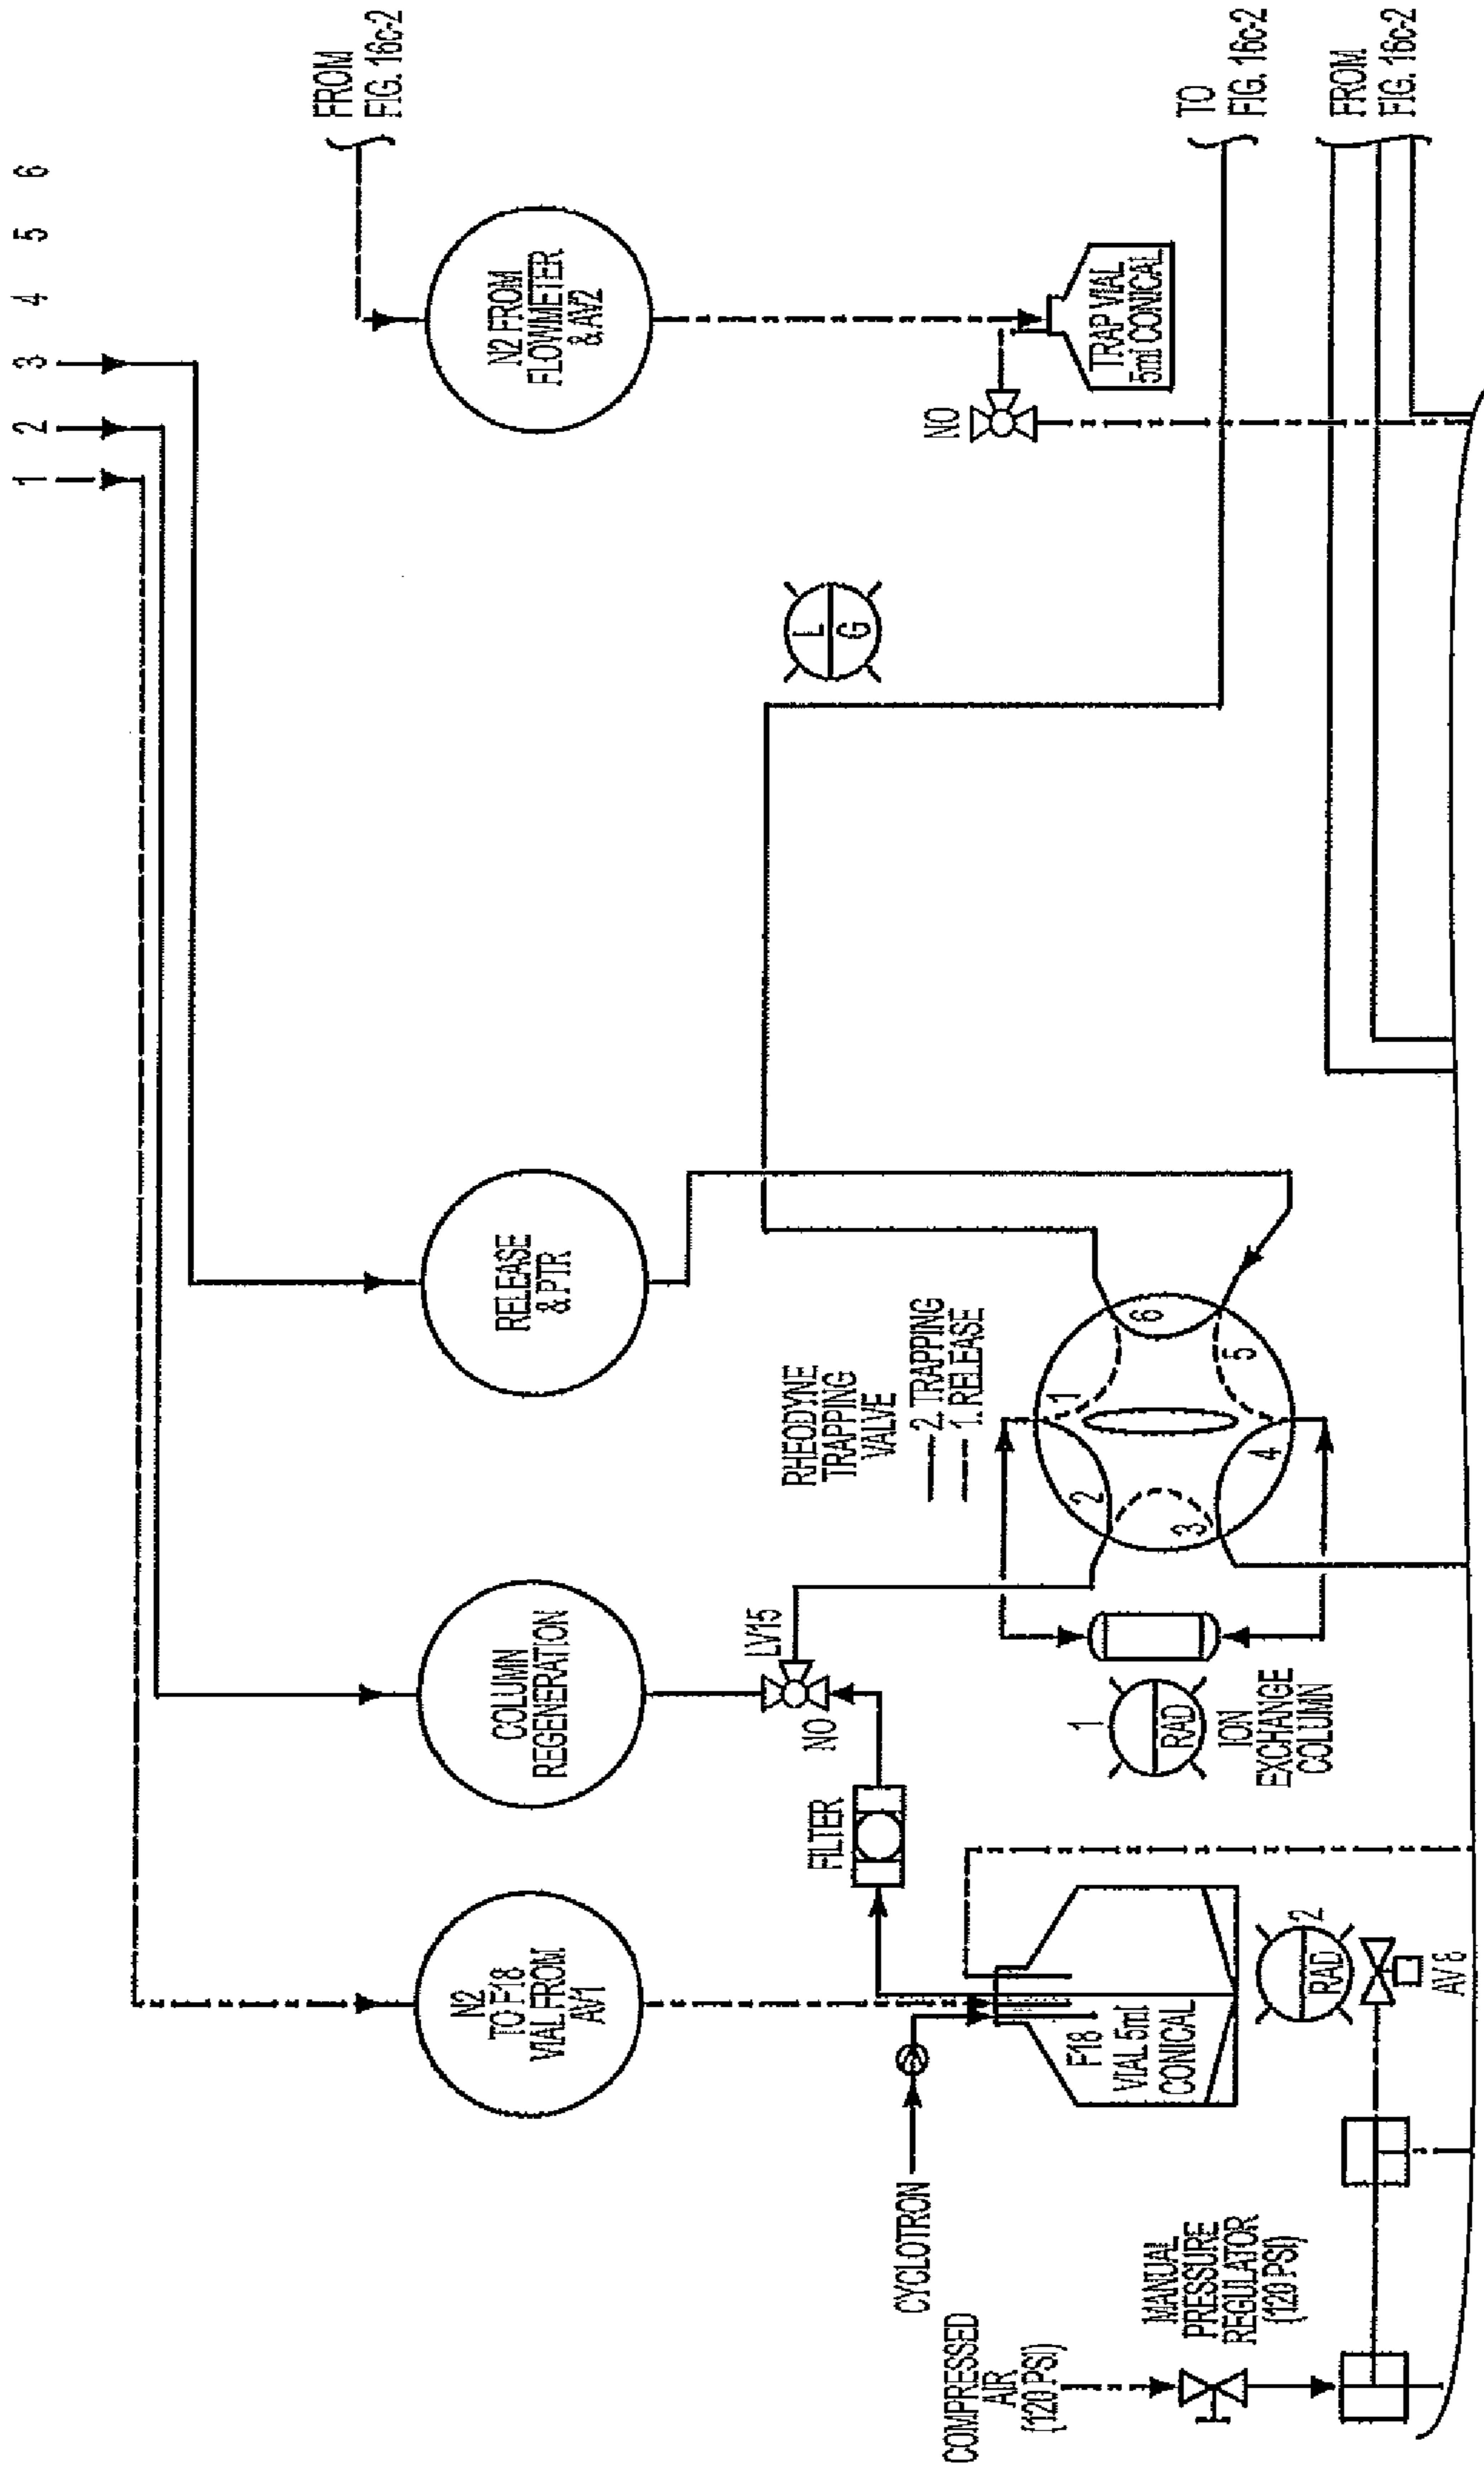 1
2
3
4
5
6
FROM
FIG. 16c-2
N2
TO F18
VIAL FROM
AV1
COLUMN
REGENERATION
RELEASE
& PTR
N2 FROM
FLOWMETER
& AV2
CYCLOTRON
FILTER
NO
LV15
RHEODYNE
TRAPPING
VALVE
2. TRAPPING
1. RELEASE
L
G
NO
TRAP VIAL
5ml CONICAL
TO
FIG. 16c-2
COMPRESSED
AIR
(120 PSI)
F18
VIAL 5ml
CONICAL
1
RAD
ION
EXCHANGE
COLUMN
1
2
3
4
5
6
MANUAL
PRESSURE
REGULATOR
(120 PSI)
RAD
2
AV 8
FROM
FIG. 16c-2